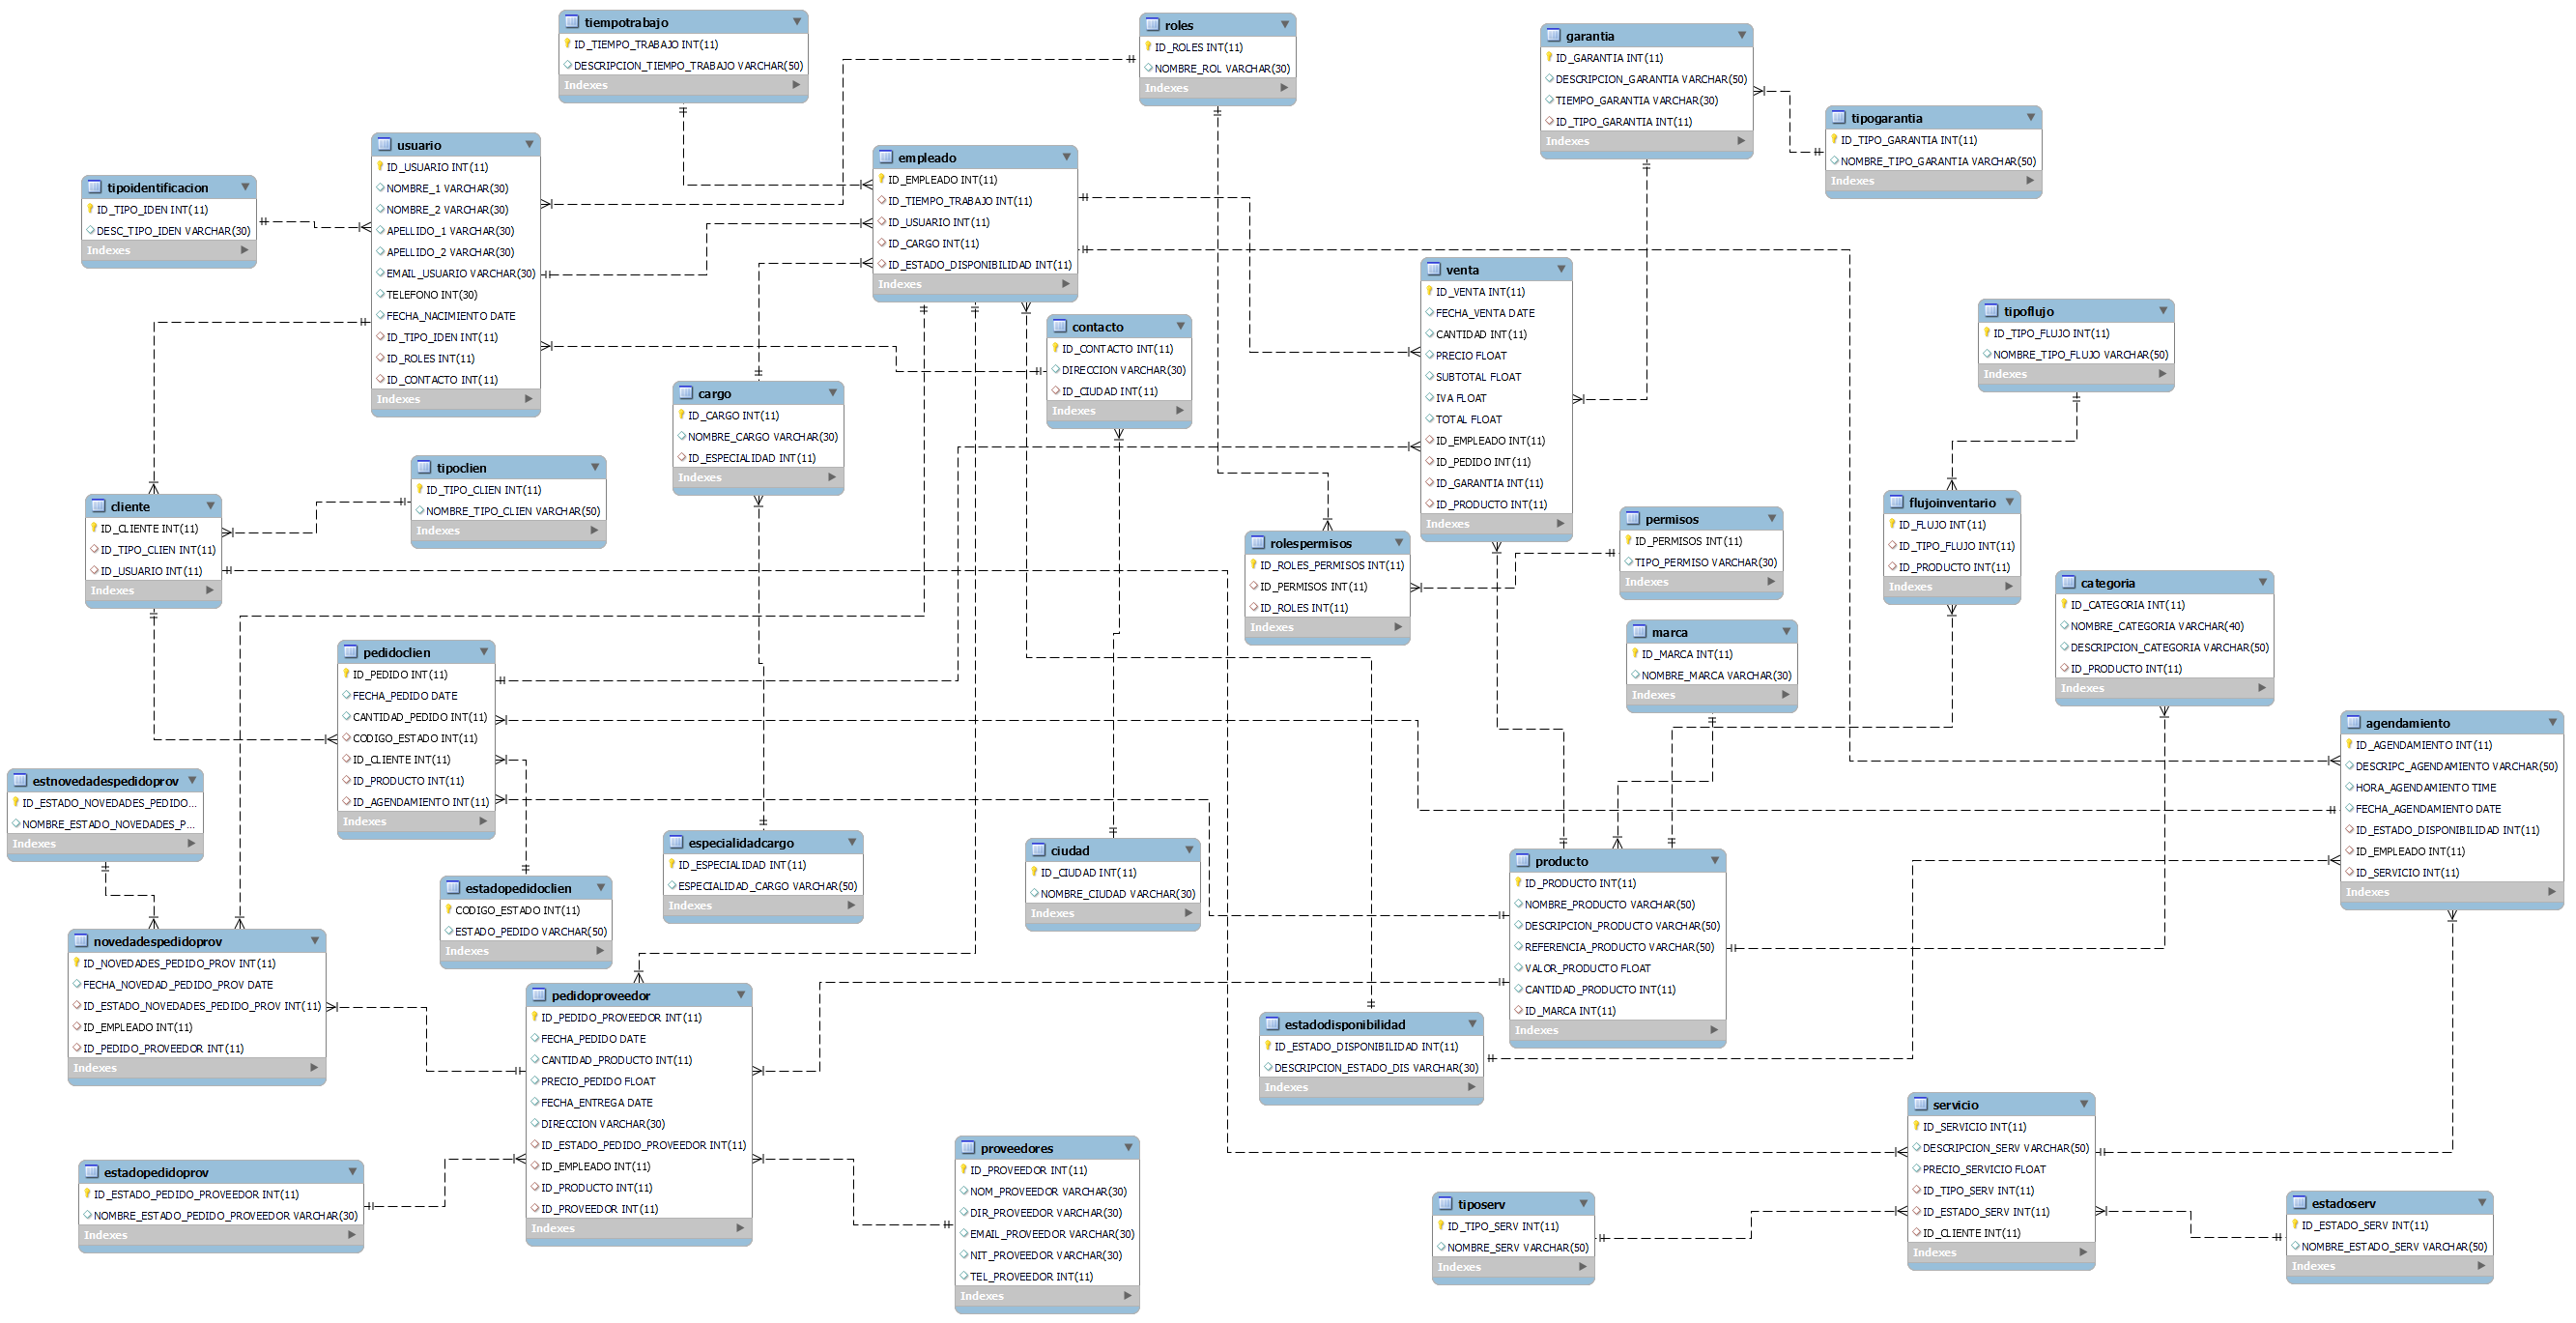 tiempotrabajo
ID_TIEMPO_TRABAJO INT(11)
DESCRIPCION_TIEMPO_TRABAJO VARCHAR(50)
Indexes
roles
ID_ROLES INT(11)
NOMBRE_ROL VARCHAR(30)
Indexes
garantia
ID_GARANTIA INT(11)
DESCRIPCION_GARANTIA VARCHAR(50)
TIEMPO_GARANTIA VARCHAR(30)
ID_TIPO_GARANTIA INT(11)
Indexes
tipogarantia
ID_TIPO_GARANTIA INT(11)
NOMBRE_TIPO_GARANTIA VARCHAR(50)
Indexes
usuario
ID_USUARIO INT(11)
NOMBRE_1 VARCHAR(30)
NOMBRE_2 VARCHAR(30)
APELLIDO_1 VARCHAR(30)
APELLIDO_2 VARCHAR(30)
EMAIL_USUARIO VARCHAR(30)
TELEFONO INT(30)
FECHA_NACIMIENTO DATE
ID_TIPO_IDEN INT(11)
ID_ROLES INT(11)
ID_CONTACTO INT(11)
Indexes
empleado
ID_EMPLEADO INT(11)
ID_TIEMPO_TRABAJO INT(11)
ID_USUARIO INT(11)
ID_CARGO INT(11)
ID_ESTADO_DISPONIBILIDAD INT(11)
Indexes
tipoidentificacion
ID_TIPO_IDEN INT(11)
DESC_TIPO_IDEN VARCHAR(30)
Indexes
venta
ID_VENTA INT(11)
FECHA_VENTA DATE
CANTIDAD INT(11)
PRECIO FLOAT
SUBTOTAL FLOAT
IVA FLOAT
TOTAL FLOAT
ID_EMPLEADO INT(11)
ID_PEDIDO INT(11)
ID_GARANTIA INT(11)
ID_PRODUCTO INT(11)
Indexes
tipoflujo
ID_TIPO_FLUJO INT(11)
NOMBRE_TIPO_FLUJO VARCHAR(50)
Indexes
contacto
ID_CONTACTO INT(11)
DIRECCION VARCHAR(30)
ID_CIUDAD INT(11)
Indexes
cargo
ID_CARGO INT(11)
NOMBRE_CARGO VARCHAR(30)
ID_ESPECIALIDAD INT(11)
Indexes
tipoclien
ID_TIPO_CLIEN INT(11)
NOMBRE_TIPO_CLIEN VARCHAR(50)
Indexes
cliente
ID_CLIENTE INT(11)
ID_TIPO_CLIEN INT(11)
ID_USUARIO INT(11)
Indexes
flujoinventario
ID_FLUJO INT(11)
ID_TIPO_FLUJO INT(11)
ID_PRODUCTO INT(11)
Indexes
permisos
ID_PERMISOS INT(11)
TIPO_PERMISO VARCHAR(30)
Indexes
rolespermisos
ID_ROLES_PERMISOS INT(11)
ID_PERMISOS INT(11)
ID_ROLES INT(11)
Indexes
categoria
ID_CATEGORIA INT(11)
NOMBRE_CATEGORIA VARCHAR(40)
DESCRIPCION_CATEGORIA VARCHAR(50)
ID_PRODUCTO INT(11)
Indexes
marca
ID_MARCA INT(11)
NOMBRE_MARCA VARCHAR(30)
Indexes
pedidoclien
ID_PEDIDO INT(11)
FECHA_PEDIDO DATE
CANTIDAD_PEDIDO INT(11)
CODIGO_ESTADO INT(11)
ID_CLIENTE INT(11)
ID_PRODUCTO INT(11)
ID_AGENDAMIENTO INT(11)
Indexes
agendamiento
ID_AGENDAMIENTO INT(11)
DESCRIPC_AGENDAMIENTO VARCHAR(50)
HORA_AGENDAMIENTO TIME
FECHA_AGENDAMIENTO DATE
ID_ESTADO_DISPONIBILIDAD INT(11)
ID_EMPLEADO INT(11)
ID_SERVICIO INT(11)
Indexes
estnovedadespedidoprov
ID_ESTADO_NOVEDADES_PEDIDO...
NOMBRE_ESTADO_NOVEDADES_P...
Indexes
especialidadcargo
ID_ESPECIALIDAD INT(11)
ESPECIALIDAD_CARGO VARCHAR(50)
Indexes
ciudad
ID_CIUDAD INT(11)
NOMBRE_CIUDAD VARCHAR(30)
Indexes
producto
ID_PRODUCTO INT(11)
NOMBRE_PRODUCTO VARCHAR(50)
DESCRIPCION_PRODUCTO VARCHAR(50)
REFERENCIA_PRODUCTO VARCHAR(50)
VALOR_PRODUCTO FLOAT
CANTIDAD_PRODUCTO INT(11)
ID_MARCA INT(11)
Indexes
estadopedidoclien
CODIGO_ESTADO INT(11)
ESTADO_PEDIDO VARCHAR(50)
Indexes
novedadespedidoprov
ID_NOVEDADES_PEDIDO_PROV INT(11)
FECHA_NOVEDAD_PEDIDO_PROV DATE
ID_ESTADO_NOVEDADES_PEDIDO_PROV INT(11)
ID_EMPLEADO INT(11)
ID_PEDIDO_PROVEEDOR INT(11)
Indexes
pedidoproveedor
ID_PEDIDO_PROVEEDOR INT(11)
FECHA_PEDIDO DATE
CANTIDAD_PRODUCTO INT(11)
PRECIO_PEDIDO FLOAT
FECHA_ENTREGA DATE
DIRECCION VARCHAR(30)
ID_ESTADO_PEDIDO_PROVEEDOR INT(11)
ID_EMPLEADO INT(11)
ID_PRODUCTO INT(11)
ID_PROVEEDOR INT(11)
Indexes
estadodisponibilidad
ID_ESTADO_DISPONIBILIDAD INT(11)
DESCRIPCION_ESTADO_DIS VARCHAR(30)
Indexes
servicio
ID_SERVICIO INT(11)
DESCRIPCION_SERV VARCHAR(50)
PRECIO_SERVICIO FLOAT
ID_TIPO_SERV INT(11)
ID_ESTADO_SERV INT(11)
ID_CLIENTE INT(11)
Indexes
proveedores
ID_PROVEEDOR INT(11)
NOM_PROVEEDOR VARCHAR(30)
DIR_PROVEEDOR VARCHAR(30)
EMAIL_PROVEEDOR VARCHAR(30)
NIT_PROVEEDOR VARCHAR(30)
TEL_PROVEEDOR INT(11)
Indexes
estadopedidoprov
ID_ESTADO_PEDIDO_PROVEEDOR INT(11)
NOMBRE_ESTADO_PEDIDO_PROVEEDOR VARCHAR(30)
Indexes
tiposerv
ID_TIPO_SERV INT(11)
NOMBRE_SERV VARCHAR(50)
Indexes
estadoserv
ID_ESTADO_SERV INT(11)
NOMBRE_ESTADO_SERV VARCHAR(50)
Indexes